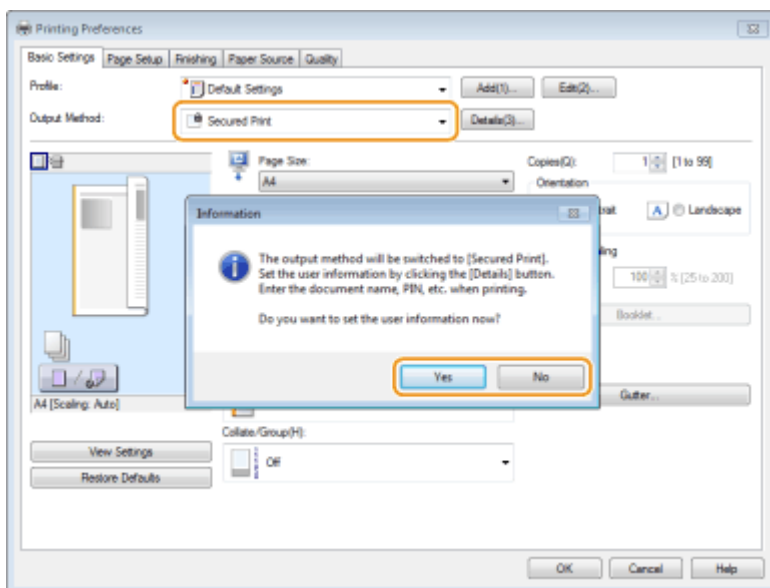 Printing Preferences
Basic Settings Page Setup Finishing Paper Source Quality
Profile: Default Settings Add(1)... Edit(2)...
Output Method: Secured Print Details(3)...
Page Size: Copies(Q): 1 [1 to 99]
A4 Orientation
A Landscape
Information
The output method will be switched to [Secured Print].
Set the user information by clicking the [Details] button.
Enter the document name, PIN, etc. when printing.
Do you want to set the user information now?
Yes No
100 % [25 to 200]
Booklet...
Gutter...
A4 [Scaling: Auto]
Collate/Group(H):
View Settings Off
Restore Defaults
OK Cancel Help